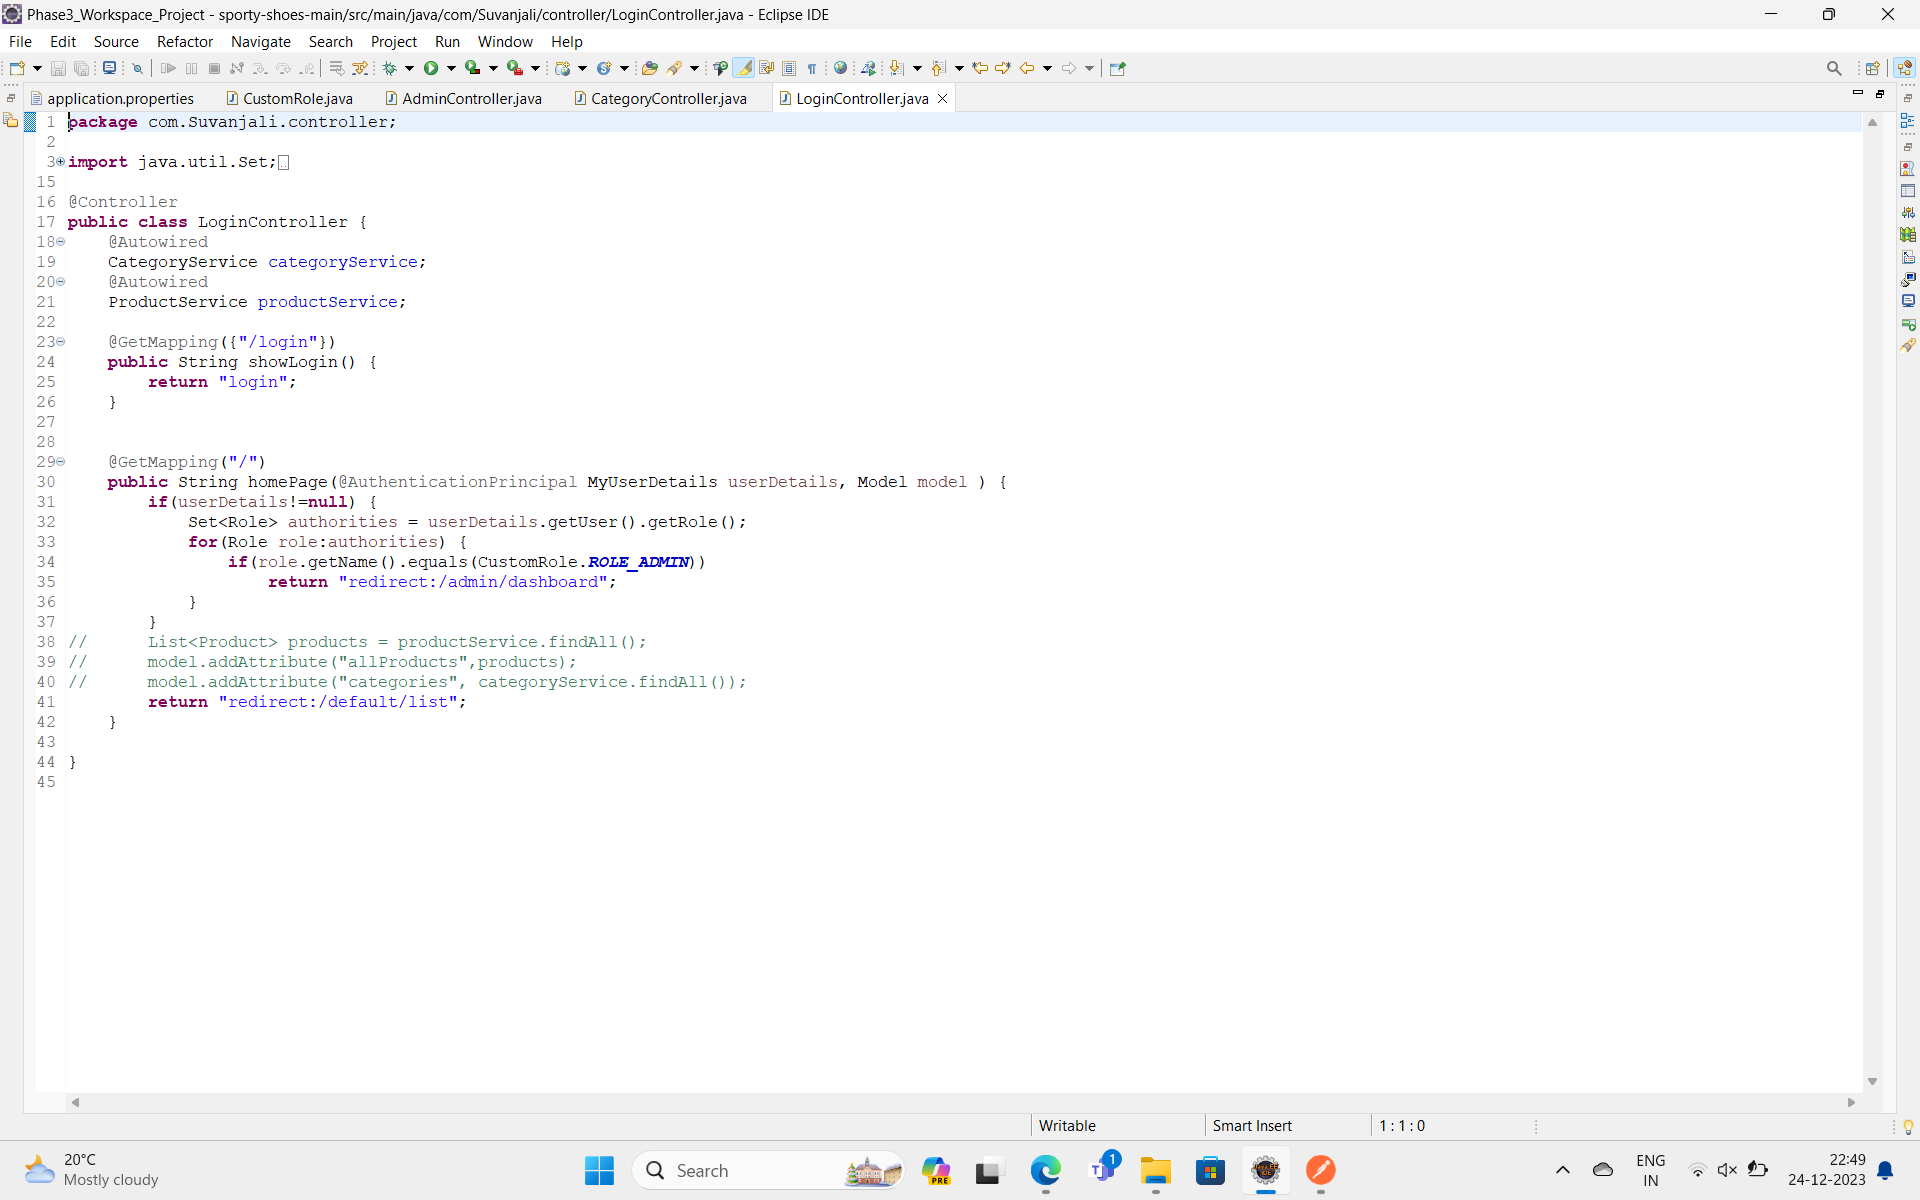 Phase3_Workspace_Project - sporty-shoes-main/src/main/java/com/Suvanjali/controller/LoginController.java - Eclipse IDE
File Edit Source Refactor Navigate Search Project Run Window Help
application.properties CustomRole.java AdminController.java CategoryController.java LoginController.java
1 package com.Suvanjali.controller;
2
3 import java.util.Set;
15
16 @Controller
17 public class LoginController {
18 @Autowired
19 CategoryService categoryService;
20 @Autowired
21 ProductService productService;
22
23 @GetMapping({"/login"})
24 public String showLogin() {
25 return "login";
26 }
27
28
29 @GetMapping("/")
30 public String homePage(@AuthenticationPrincipal MyUserDetails userDetails, Model model ) {
31 if(userDetails!=null) {
32 Set<Role> authorities = userDetails.getUser().getRole();
33 for(Role role:authorities) {
34 if(role.getName().equals(CustomRole.ROLE_ADMIN))
35 return "redirect:/admin/dashboard";
36 }
37 }
38 // List<Product> products = productService.findAll();
39 // model.addAttribute("allProducts",products);
40 // model.addAttribute("categories", categoryService.findAll());
41 return "redirect:/default/list";
42 }
43
44 }
45
Writable Smart Insert 1 : 1 : 0
20°C
Mostly cloudy
Search
PRE
1
ENG
IN
22:49
24-12-2023